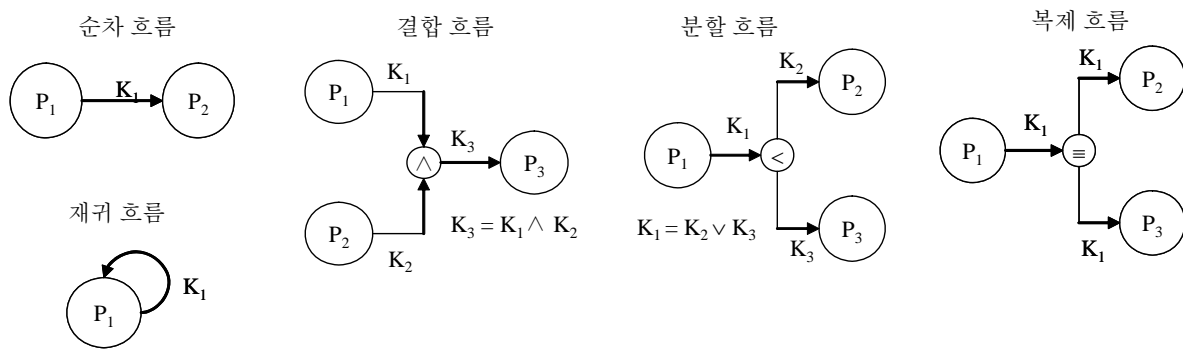 순차 흐름
P₁
K₁
P₂
재귀 흐름
P₁
K₁
결합 흐름
P₁
K₁
∧
K₃
P₃
P₂
K₂
K₃ = K₁ ∧ K₂
분할 흐름
P₁
K₁
<
K₂
P₂
K₁ = K₂ ∨ K₃
K₃
P₃
복제 흐름
P₁
K₁
≡
K₁
P₂
K₁
P₃